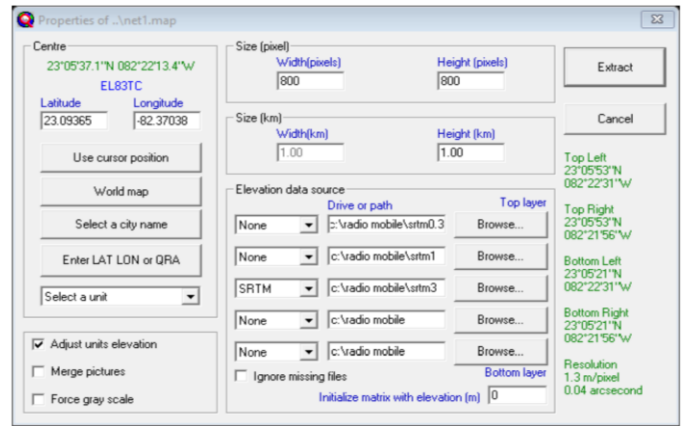 Properties of ..\net1.map
Centre
23°05'37.1''N 082°22'13.4''W
EL83TC
Latitude Longitude
23.09365 -82.37038
Use cursor position
World map
Select a city name
Enter LAT LON or QRA
Select a unit
Adjust units elevation
Merge pictures
Force gray scale
Size (pixel)
Width(pixels) Height (pixels)
800 800
Size (km)
Width(km) Height (km)
1.00 1.00
Elevation data source
Drive or path Top layer
None c:\radio mobile\srtm0.3 Browse...
None c:\radio mobile\srtm1 Browse...
SRTM c:\radio mobile\srtm3 Browse...
None c:\radio mobile Browse...
None c:\radio mobile Browse...
Ignore missing files Bottom layer
Initialize matrix with elevation (m) 0
Extract
Cancel
Top Left
23°05'53''N
082°22'31''W
Top Right
23°05'53''N
082°21'56''W
Bottom Left
23°05'21''N
082°22'31''W
Bottom Right
23°05'21''N
082°21'56''W
Resolution
1.3 m/pixel
0.04 arcsecond